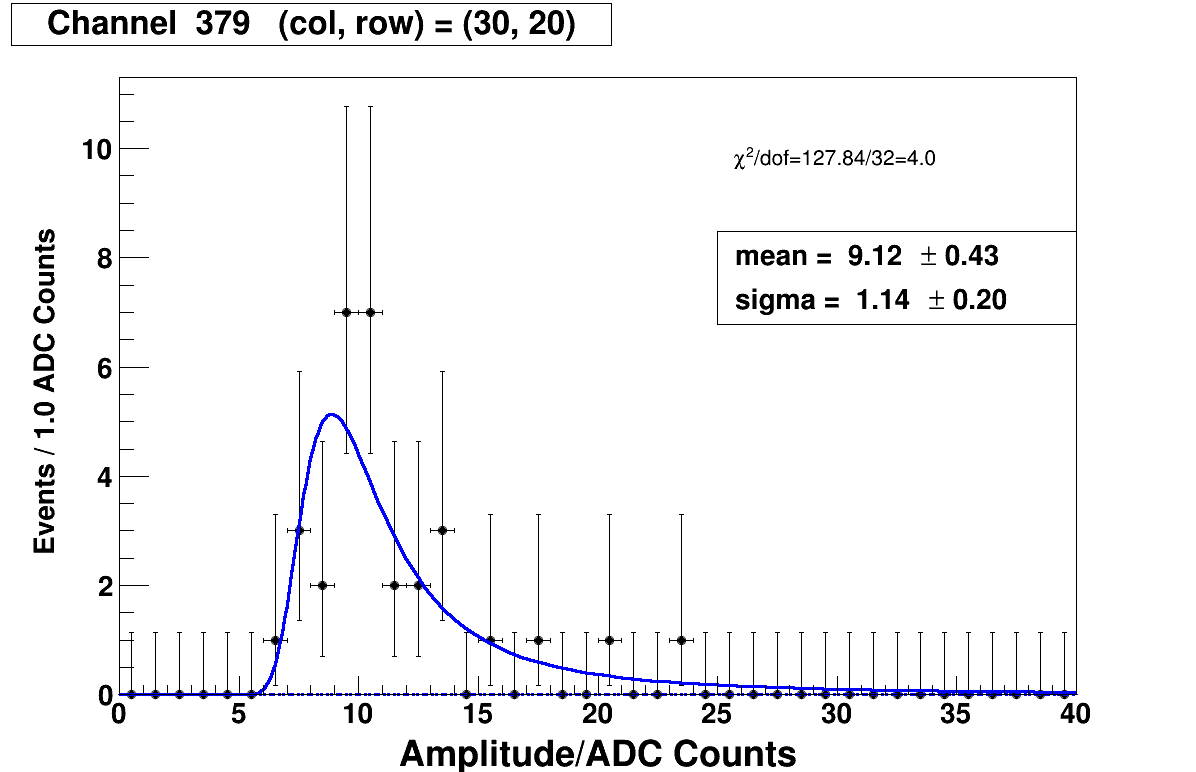 Channel 379 (col, row) = (30, 20)
χ²/dof=127.84/32=4.0
mean = 9.12 ± 0.43
sigma = 1.14 ± 0.20
Events / 1.0 ADC Counts
10
8
6
4
2
0
0 5 10 15 20 25 30 35 40
Amplitude/ADC Counts